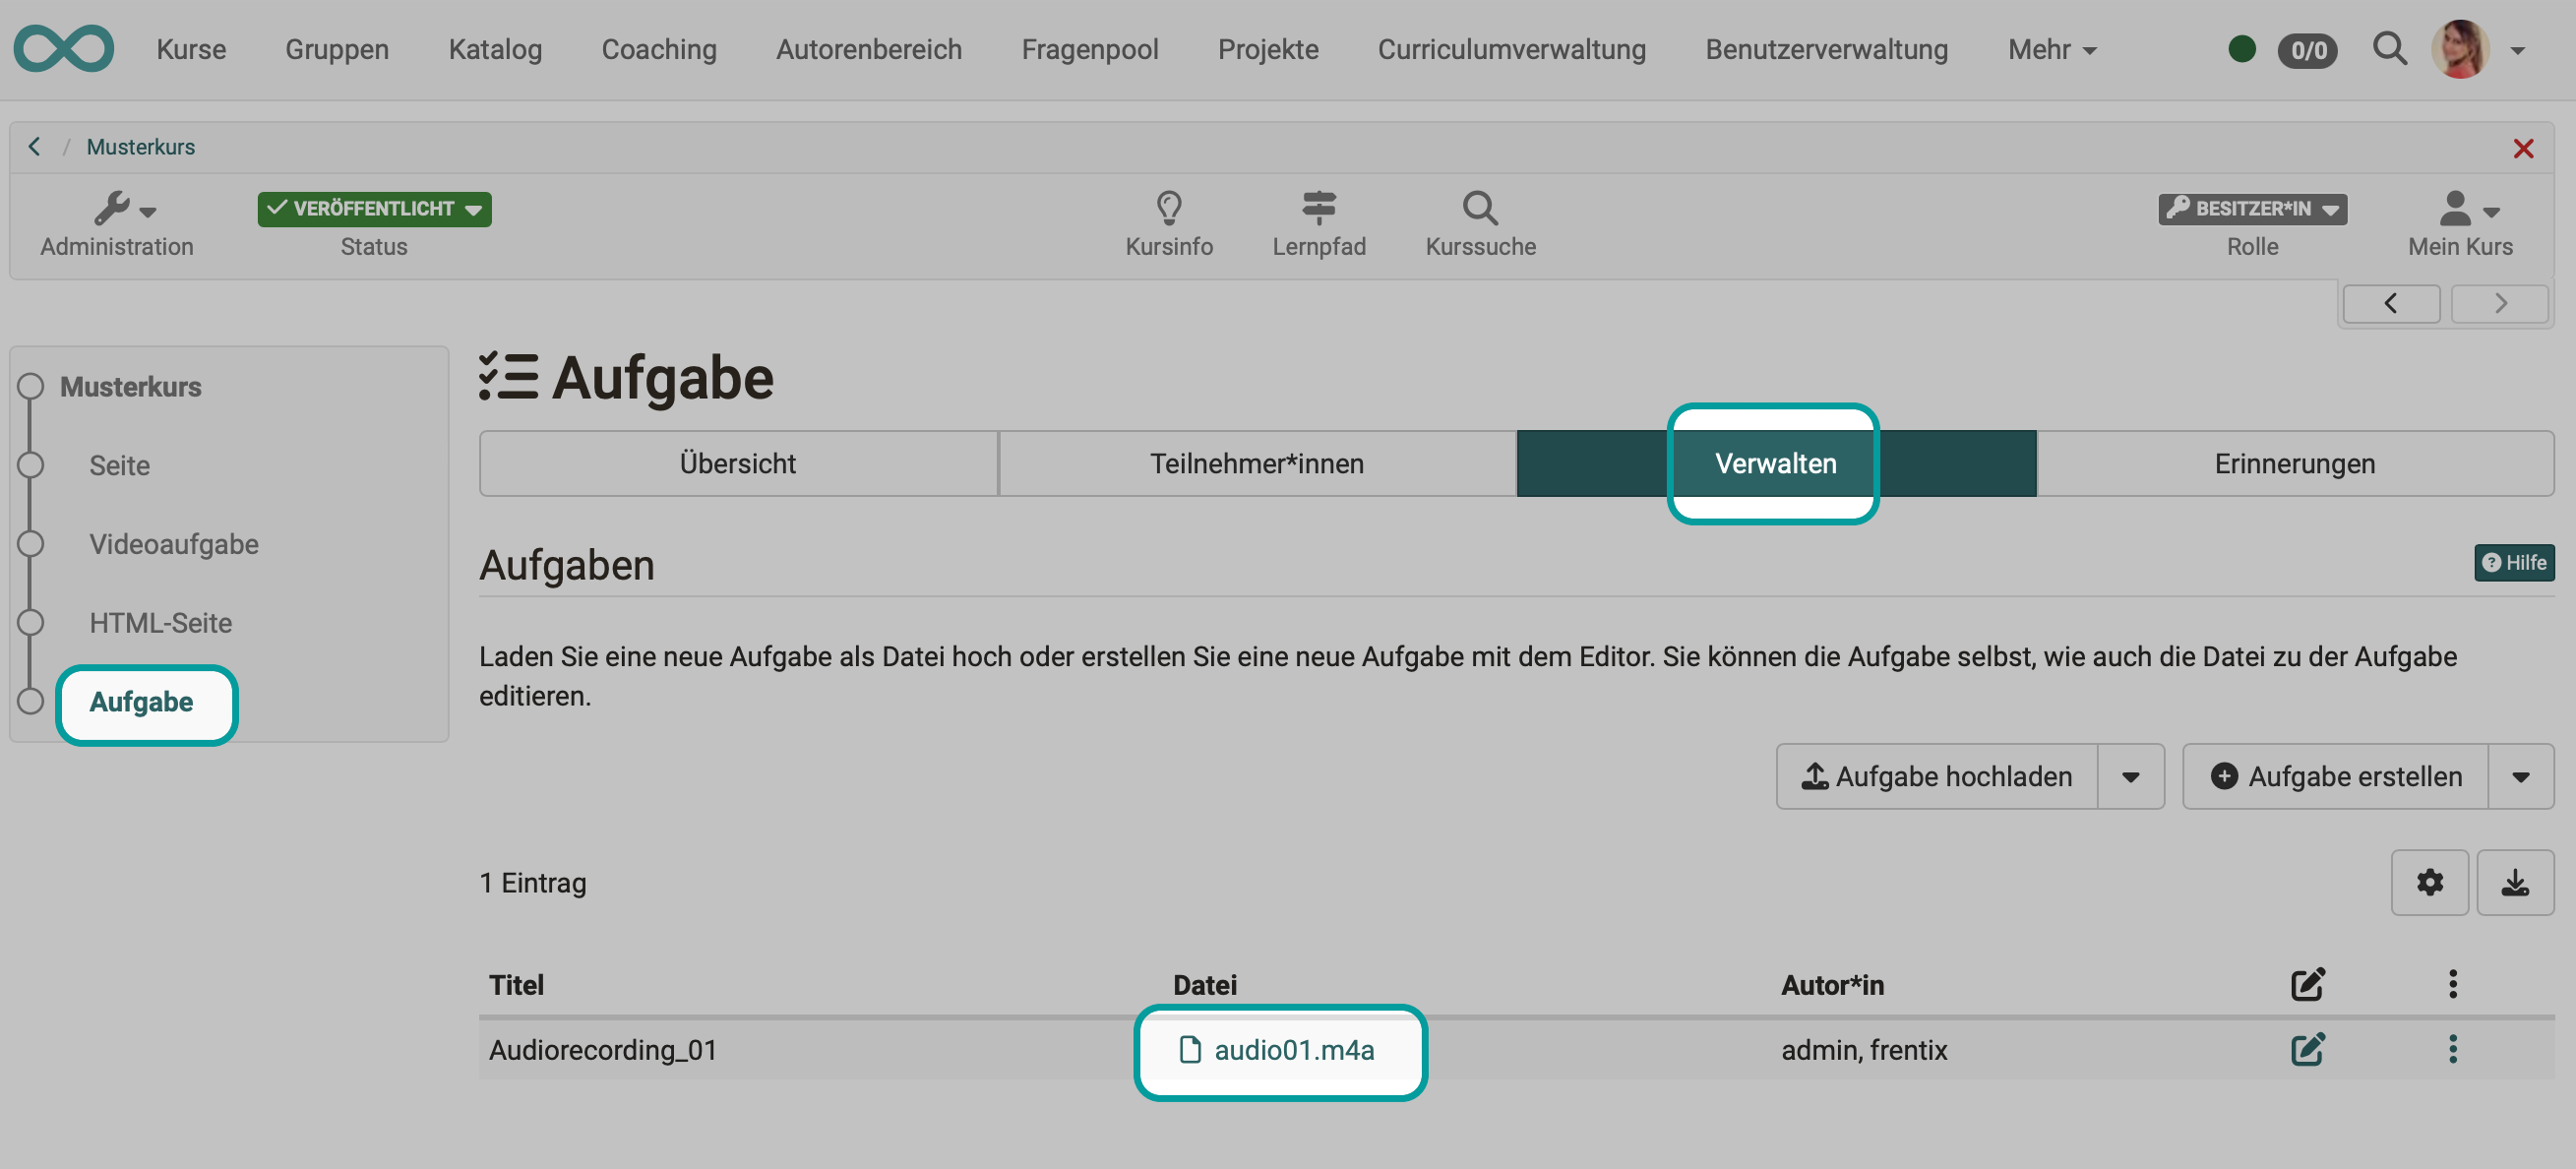 Kurse Gruppen Katalog Coaching Autorenbereich Fragenpool Projekte Curriculumverwaltung Benutzerverwaltung Mehr 0/0
/ Musterkurs
VERÖFFENTLICHT BESITZER*IN
Administration Status Kursinfo Lernpfad Kurssuche Rolle Mein Kurs
Musterkurs
Seite
Videoaufgabe
HTML-Seite
Aufgabe
Aufgabe
Übersicht Teilnehmer*innen Verwalten Erinnerungen
Aufgaben
Hilfe
Laden Sie eine neue Aufgabe als Datei hoch oder erstellen Sie eine neue Aufgabe mit dem Editor. Sie können die Aufgabe selbst, wie auch die Datei zu der Aufgabe
editieren.
Aufgabe hochladen Aufgabe erstellen
1 Eintrag
Titel Datei Autor*in
Audiorecording_01 audio01.m4a admin, frentix